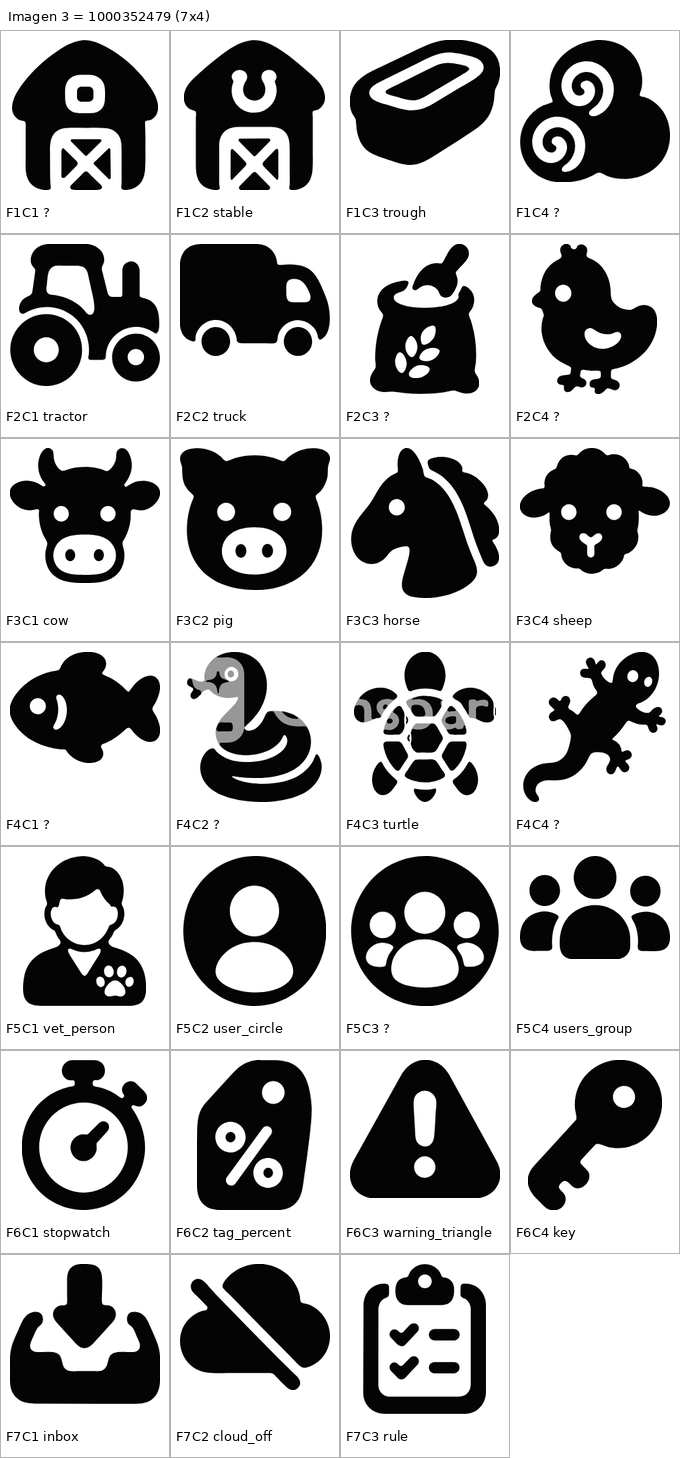 Imagen 3 = 1000352479 (7x4)
F1C1 ?
F1C2 stable
F1C3 trough
F1C4 ?
F2C1 tractor
F2C2 truck
F2C3 ?
F2C4 ?
F3C1 cow
F3C2 pig
F3C3 horse
F3C4 sheep
F4C1 ?
F4C2 ?
F4C3 turtle
F4C4 ?
F5C1 vet_person
F5C2 user_circle
F5C3 ?
F5C4 users_group
F6C1 stopwatch
F6C2 tag_percent
F6C3 warning_triangle
F6C4 key
F7C1 inbox
F7C2 cloud_off
F7C3 rule